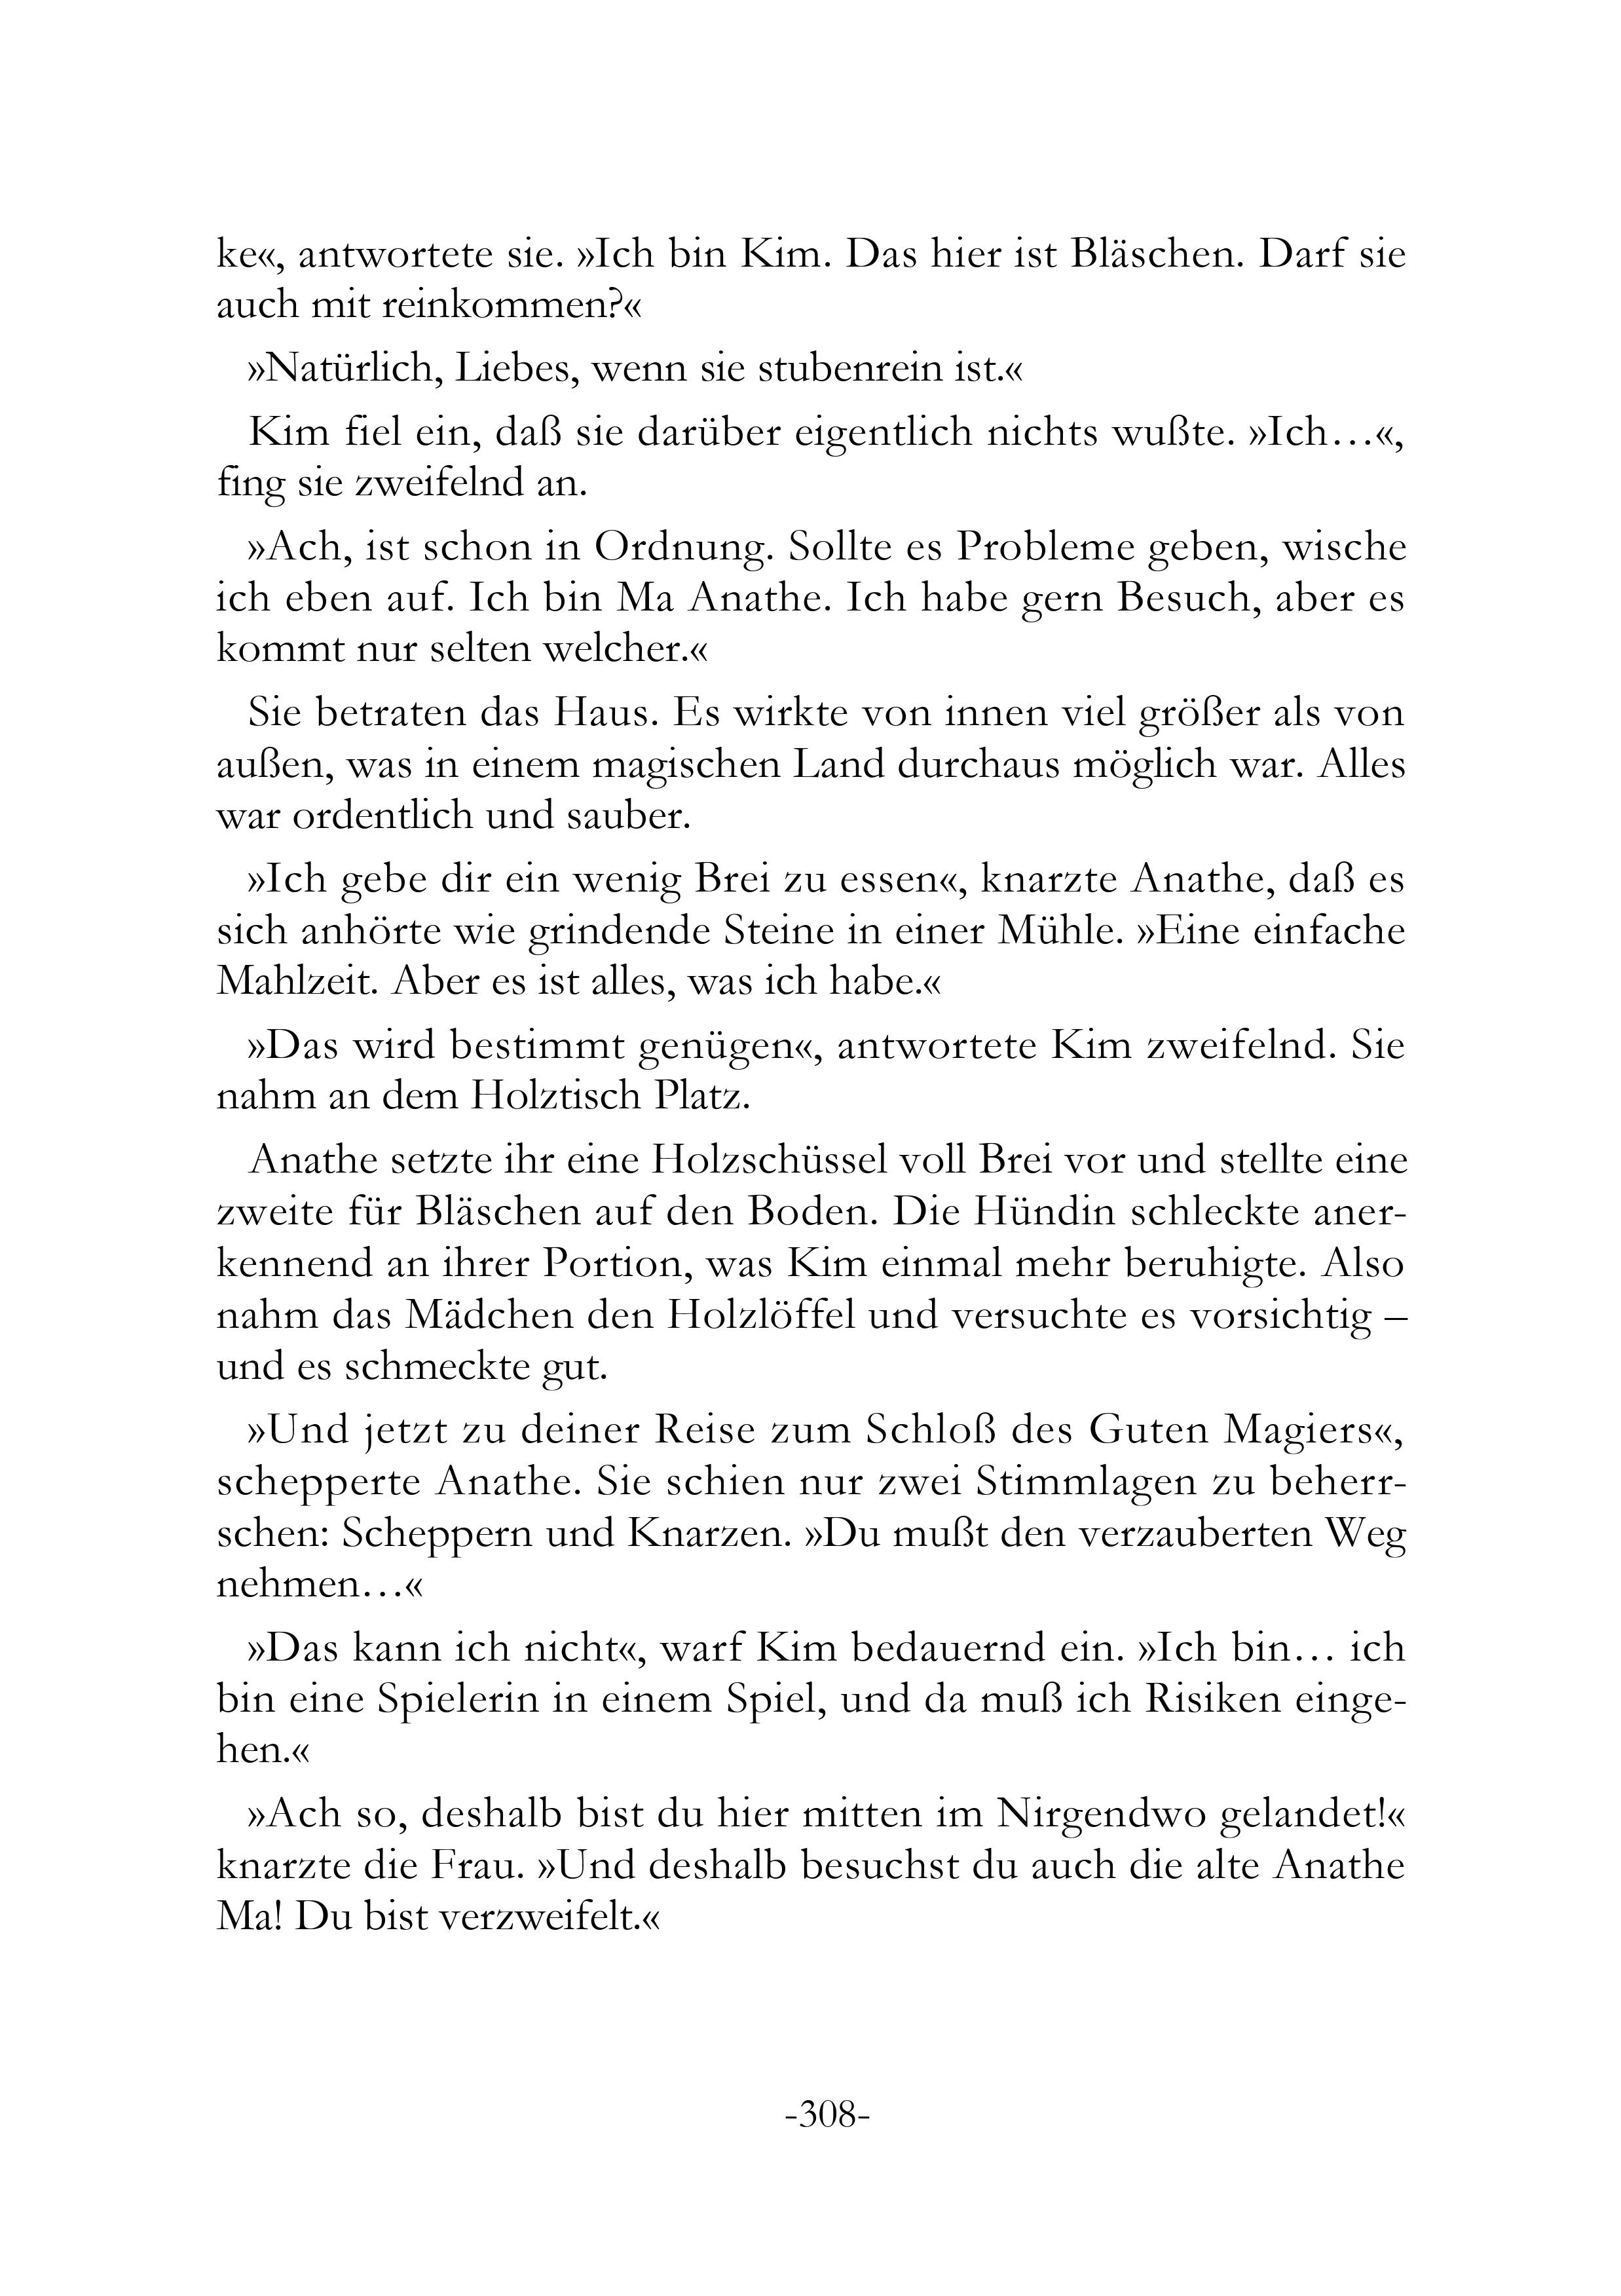 ke«, antwortete sie. »Ich bin Kim. Das hier ist Bläschen. Darf sie
auch mit reinkommen?«
»Natürlich, Liebes, wenn sie stubenrein ist.«
Kim fiel ein, daß sie darüber eigentlich nichts wußte. »Ich…«,
fing sie zweifelnd an.
»Ach, ist schon in Ordnung. Sollte es Probleme geben, wische
ich eben auf. Ich bin Ma Anathe. Ich habe gern Besuch, aber es
kommt nur selten welcher.«
Sie betraten das Haus. Es wirkte von innen viel größer als von
außen, was in einem magischen Land durchaus möglich war. Alles
war ordentlich und sauber.
»Ich gebe dir ein wenig Brei zu essen«, knarzte Anathe, daß es
sich anhörte wie grindende Steine in einer Mühle. »Eine einfache
Mahlzeit. Aber es ist alles, was ich habe.«
»Das wird bestimmt genügen«, antwortete Kim zweifelnd. Sie
nahm an dem Holztisch Platz.
Anathe setzte ihr eine Holzschüssel voll Brei vor und stellte eine
zweite für Bläschen auf den Boden. Die Hündin schleckte aner-
kennend an ihrer Portion, was Kim einmal mehr beruhigte. Also
nahm das Mädchen den Holzlöffel und versuchte es vorsichtig –
und es schmeckte gut.
»Und jetzt zu deiner Reise zum Schloß des Guten Magiers«,
schepperte Anathe. Sie schien nur zwei Stimmlagen zu beherr-
schen: Scheppern und Knarzen. »Du mußt den verzauberten Weg
nehmen…«
»Das kann ich nicht«, warf Kim bedauernd ein. »Ich bin… ich
bin eine Spielerin in einem Spiel, und da muß ich Risiken einge-
hen.«
»Ach so, deshalb bist du hier mitten im Nirgendwo gelandet!«
knarzte die Frau. »Und deshalb besuchst du auch die alte Anathe
Ma! Du bist verzweifelt.«
-308-